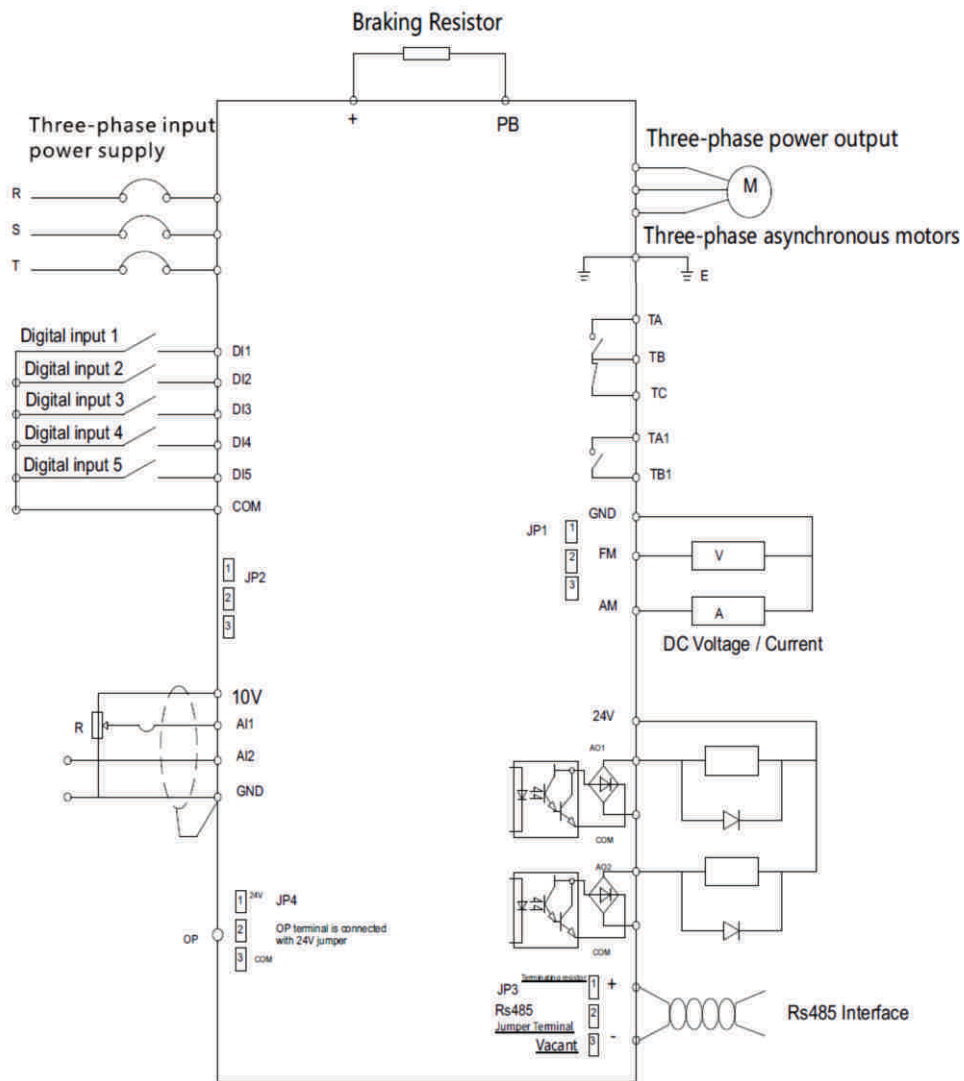 Braking Resistor
+
PB
Three-phase input
power supply
R
S
T
Three-phase power output
M
Three-phase asynchronous motors
E
Digital input 1
DI1
Digital input 2
DI2
Digital input 3
DI3
Digital input 4
DI4
Digital input 5
DI5
COM
TA
TB
TC
TA1
TB1
GND
JP1
1
2
3
FM
V
AM
A
DC Voltage / Current
1
2
3
JP2
10V
R
AI1
AI2
GND
24V
AO1
COM
AO2
COM
1
24V
JP4
2
OP terminal is connected
with 24V jumper
OP
3
COM
Terminating resistor
JP3
1
+
Rs485
2
Jumper Terminal
Vacant
3
-
Rs485 Interface